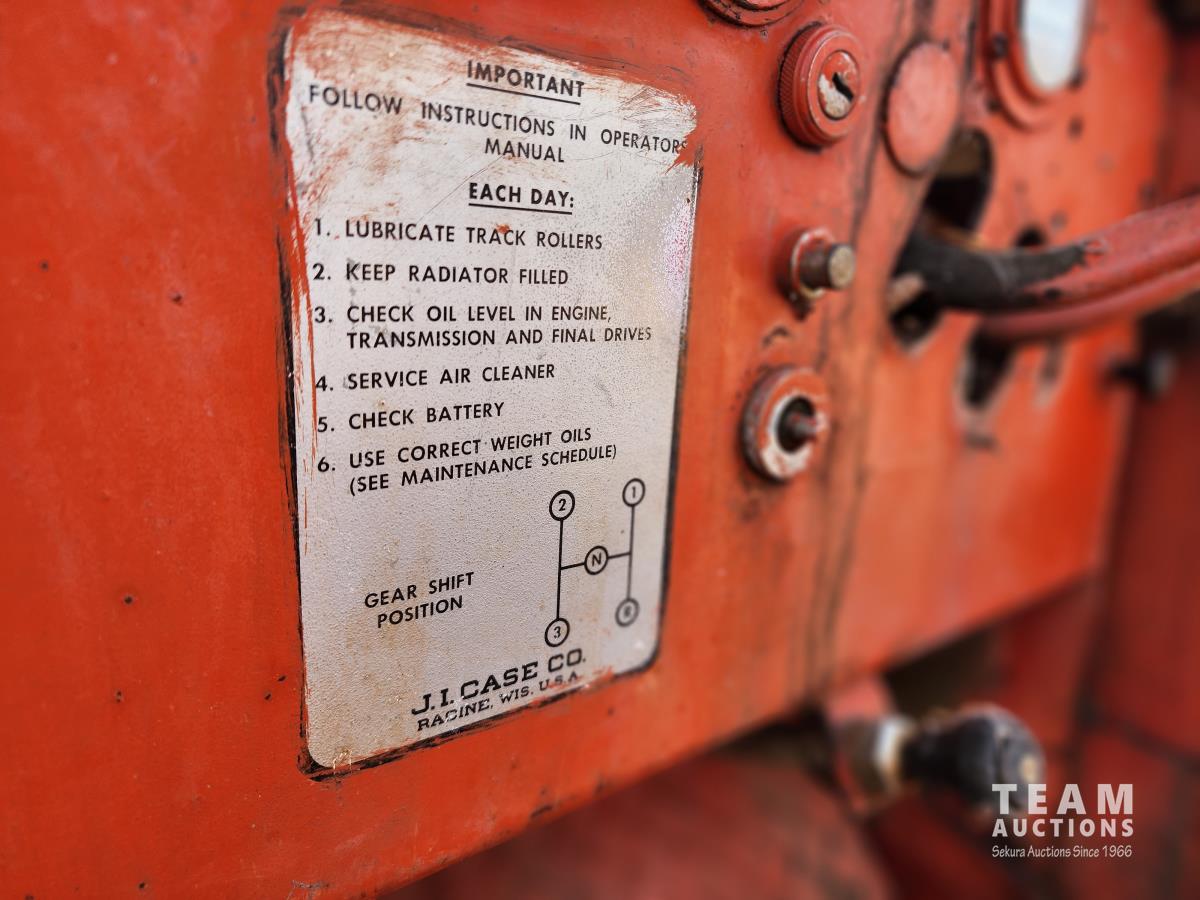 IMPORTANT
FOLLOW INSTRUCTIONS IN OPERATORS
MANUAL
EACH DAY:
1. LUBRICATE TRACK ROLLERS
2. KEEP RADIATOR FILLED
3. CHECK OIL LEVEL IN ENGINE,
TRANSMISSION AND FINAL DRIVES
4. SERVICE AIR CLEANER
5. CHECK BATTERY
6. USE CORRECT WEIGHT OILS
(SEE MAINTENANCE SCHEDULE)
2 1
N
GEAR SHIFT
POSITION
3 R
J.I. CASE CO.
RACINE, WIS. U.S.A.
TEAM
AUCTIONS
Sekura Auctions Since 1966